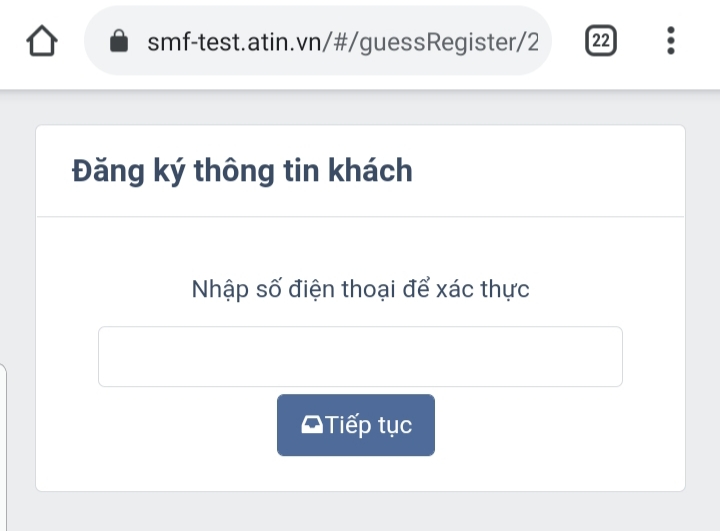 smf-test.atin.vn/#/guessRegister/2
22
Đăng ký thông tin khách
Nhập số điện thoại để xác thực
Tiếp tục